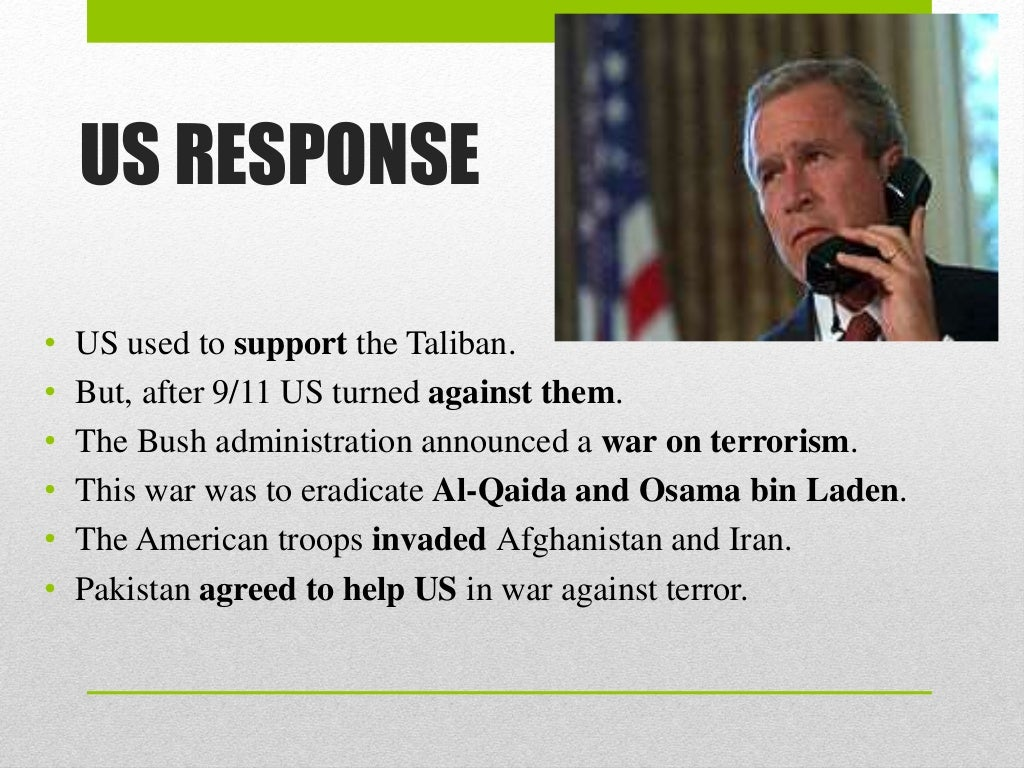 US RESPONSE
• US used to support the Taliban.
• But, after 9/11 US turned against them.
• The Bush administration announced a war on terrorism.
• This war was to eradicate Al-Qaida and Osama bin Laden.
• The American troops invaded Afghanistan and Iran.
• Pakistan agreed to help US in war against terror.